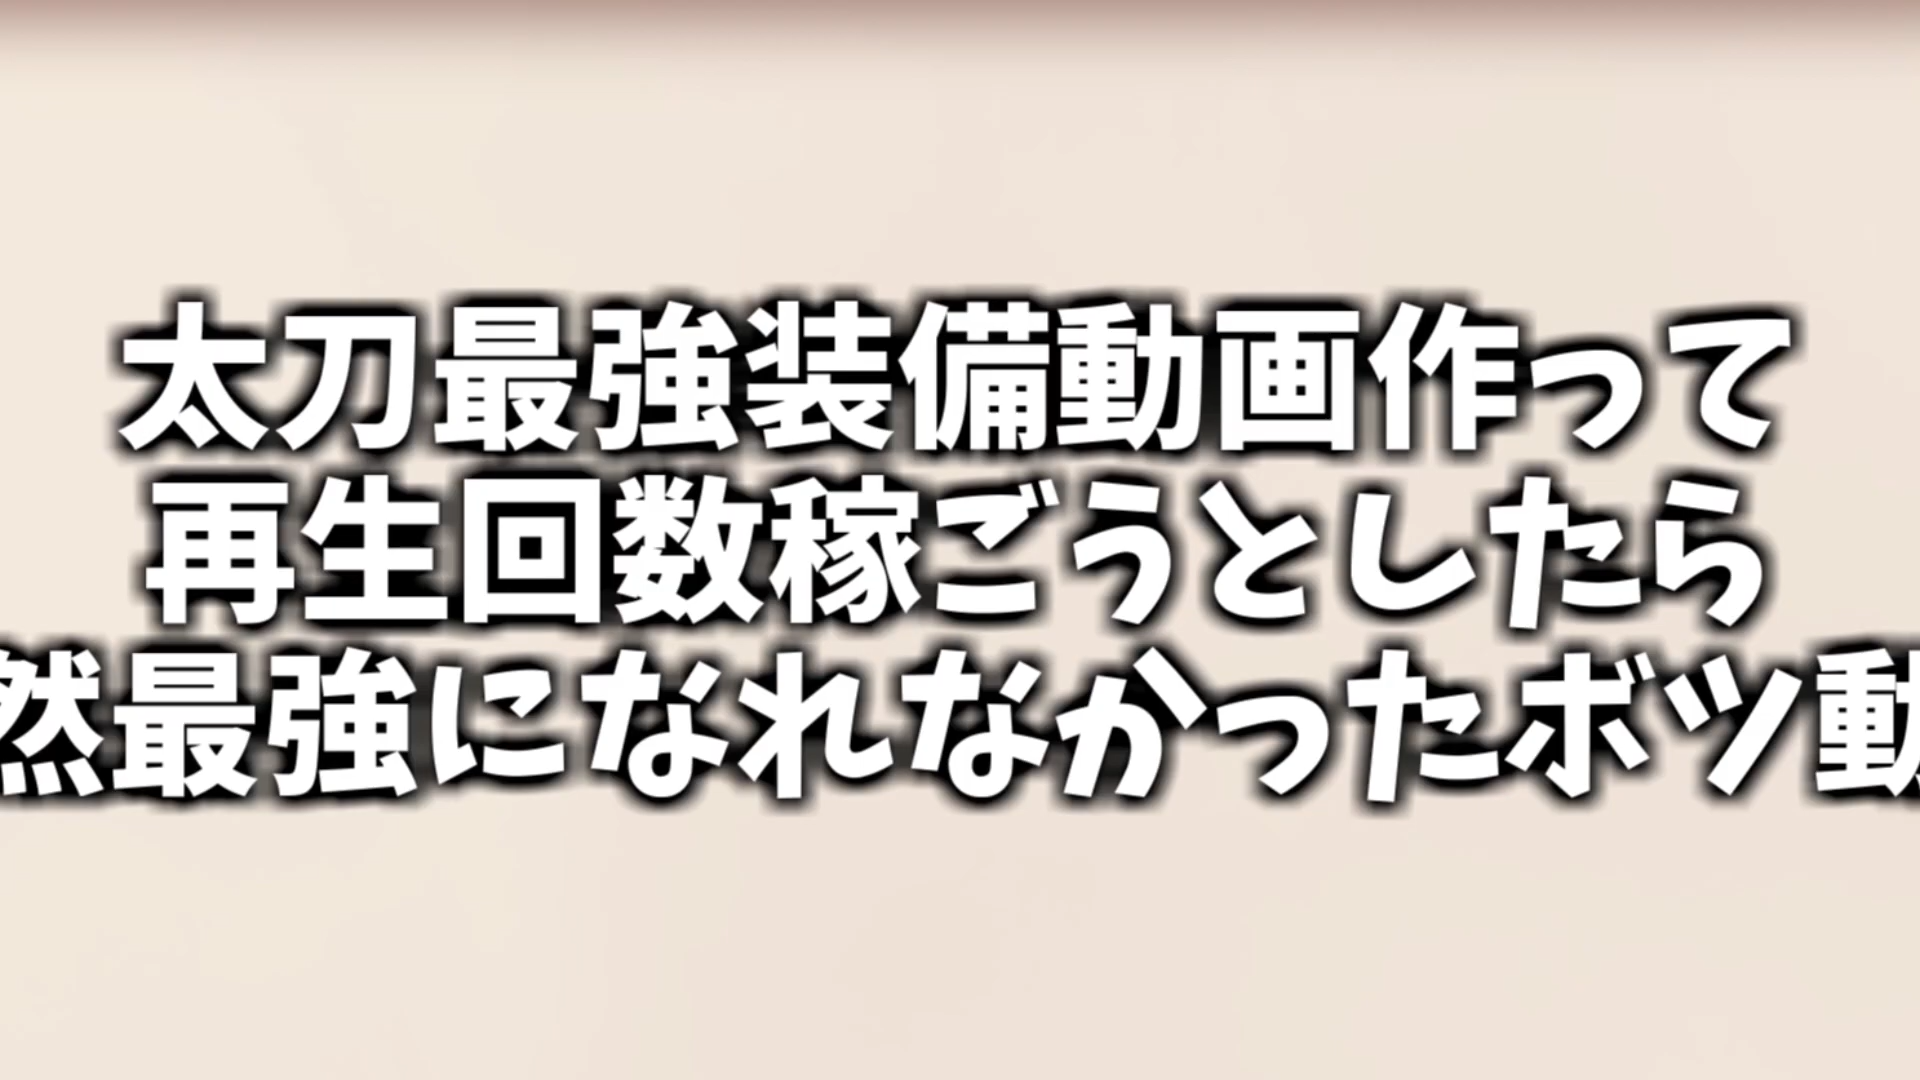 太刀最強装備動画作って
再生回数稼ごうとしたら
然最強になれなかったボツ動